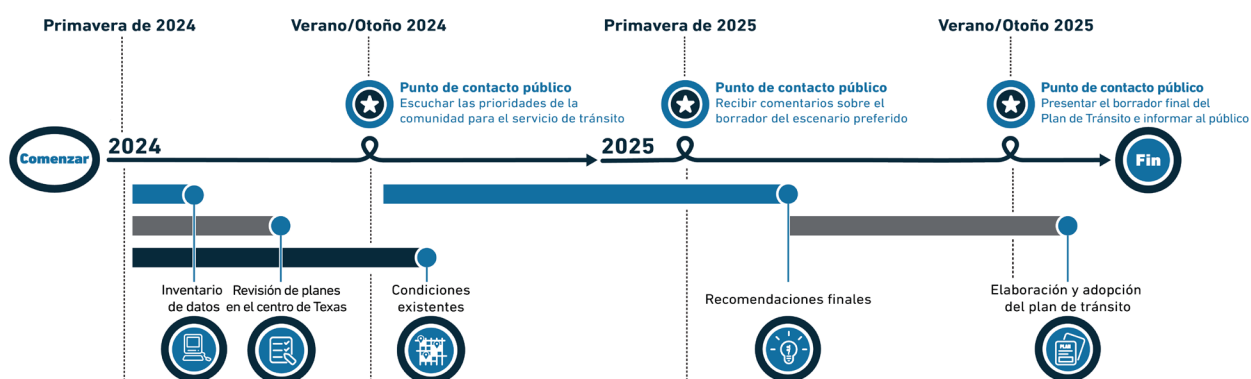 Primavera de 2024
Verano/Otoño 2024
Primavera de 2025
Verano/Otoño 2025
Punto de contacto público
Escuchar las prioridades de la
comunidad para el servicio de tránsito
Punto de contacto público
Recibir comentarios sobre el
borrador del escenario preferido
Punto de contacto público
Presentar el borrador final del
Plan de Tránsito e informar al público
Comenzar
2024
2025
Fin
Inventario
de datos
Revisión de planes
en el centro de Texas
Condiciones
existentes
Recomendaciones finales
Elaboración y adopción
del plan de tránsito
PLAN